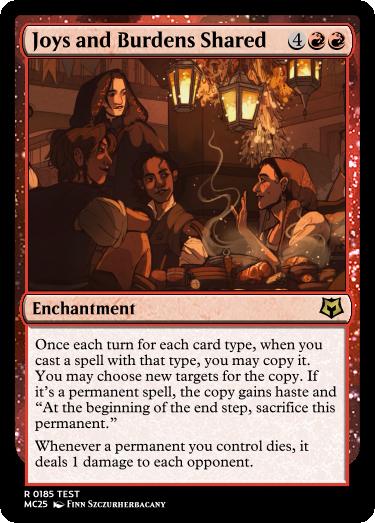 Joys and Burdens Shared 4
Enchantment
Once each turn for each card type, when you
cast a spell with that type, you may copy it.
You may choose new targets for the copy. If
it's a permanent spell, the copy gains haste and
“At the beginning of the end step, sacrifice this
permanent.”
Whenever a permanent you control dies, it
deals 1 damage to each opponent.
R 0185 TEST
MC25 Finn Szczurherbacany